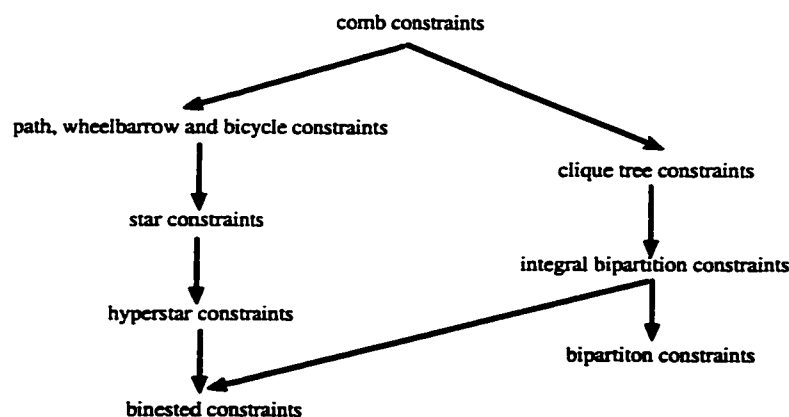 comb constraints
path, wheelbarrow and bicycle constraints
clique tree constraints
star constraints
integral bipartition constraints
hyperstar constraints
bipartiton constraints
binested constraints